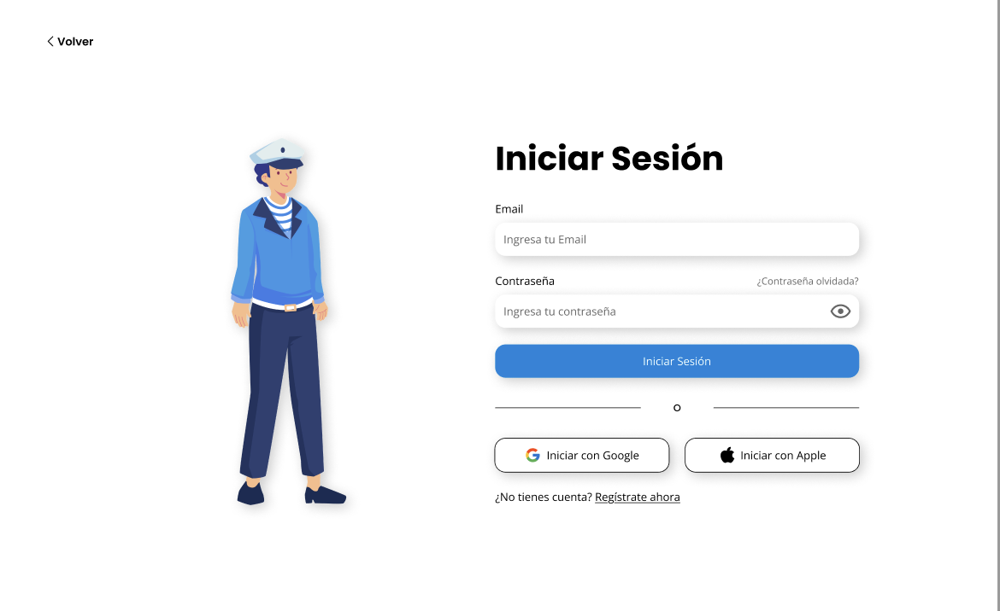 Volver
Iniciar Sesión
Email
Ingresa tu Email
Contraseña ¿Contraseña olvidada?
Ingresa tu contraseña
Iniciar Sesión
O
Iniciar con Google Iniciar con Apple
¿No tienes cuenta? Regístrate ahora